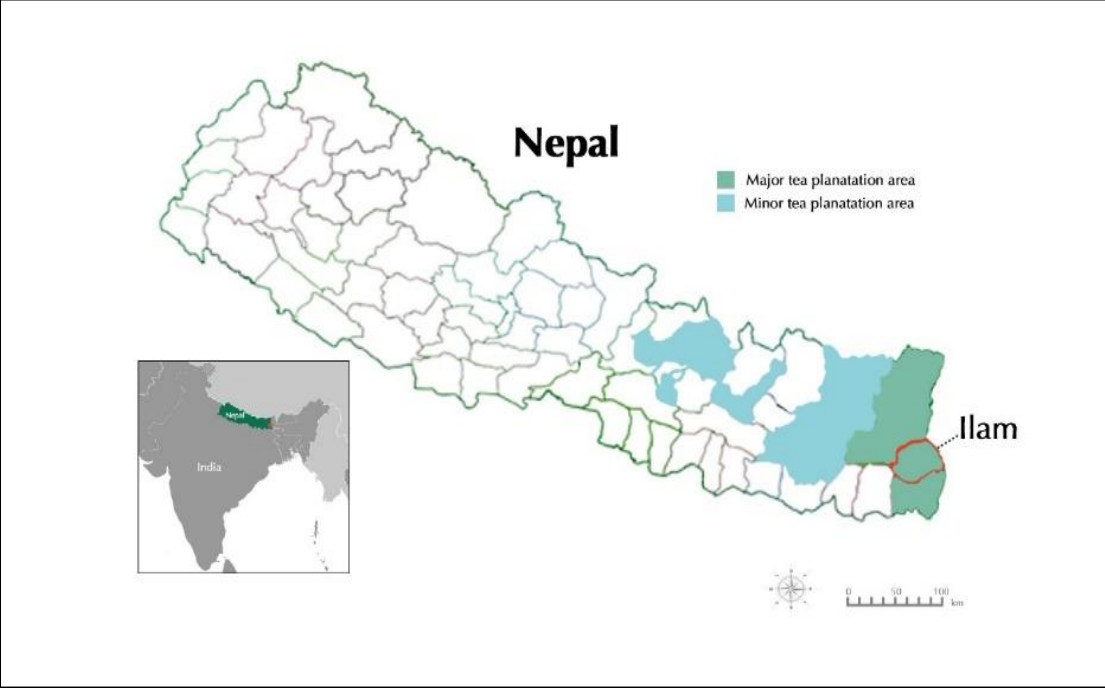 Nepal
Major tea planatation area
Minor tea planatation area
Ilam
Nepal
India
0 50 100
km